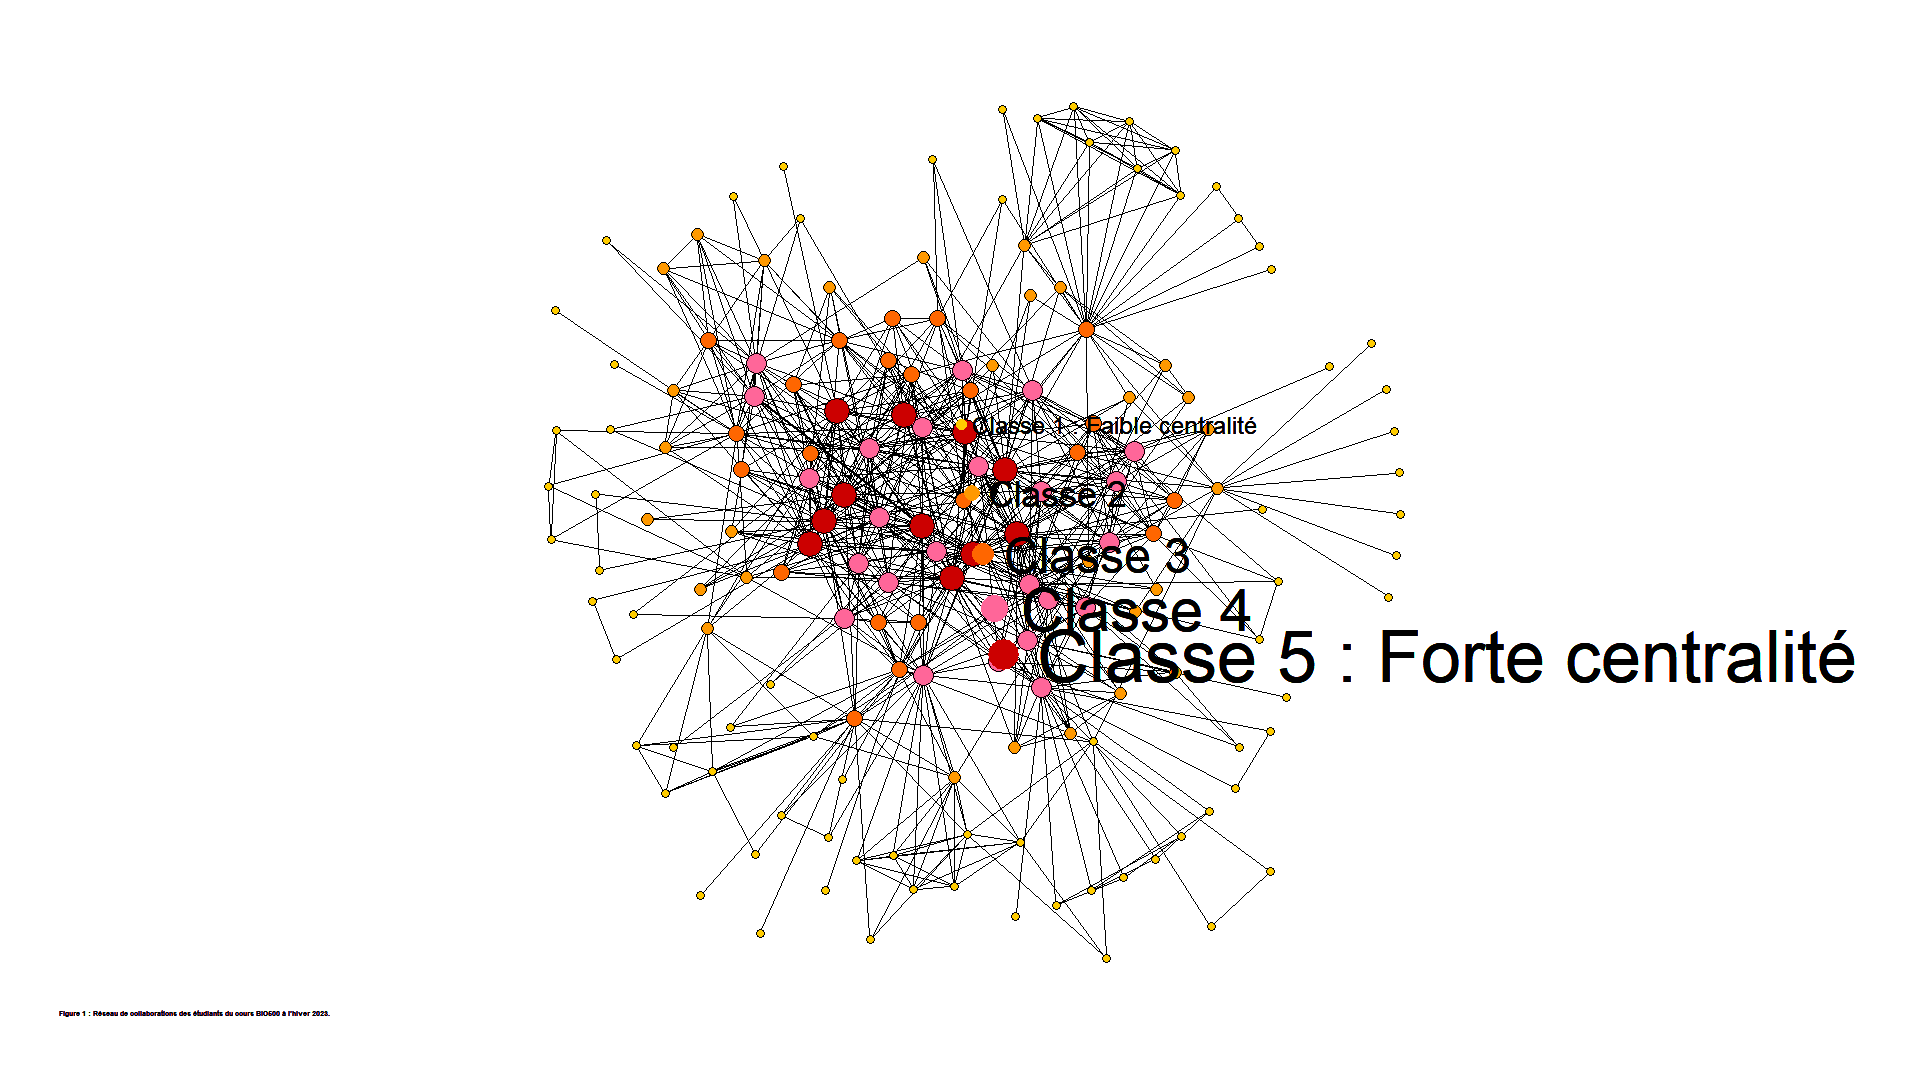 Classe 1 : Faible centralité
Classe 2
Classe 3
Classe 4
Classe 5 : Forte centralité
Figure 1 : Réseau de collaborations des étudiants du cours BIO500 à l'hiver 2023.